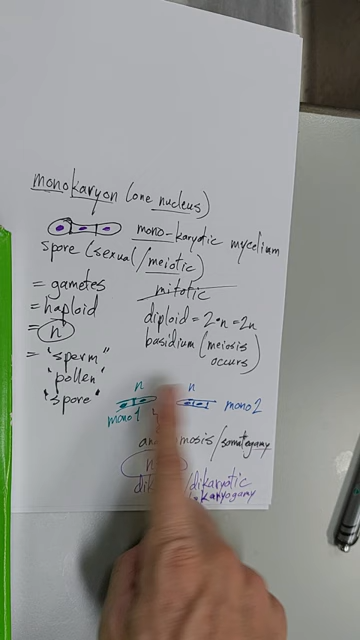 monokaryon (one nucleus)
mono-karyotic mycelium
spore (sexual/meiotic)
= gametes
mitotic
= haploid
diploid = 2·n = 2n
= n
basidium (meiosis occurs)
= "sperm"
"pollen"
"spore"
n n
mono1
mono2
mosis/somatogamy
n
dikaryotic
karyogamy